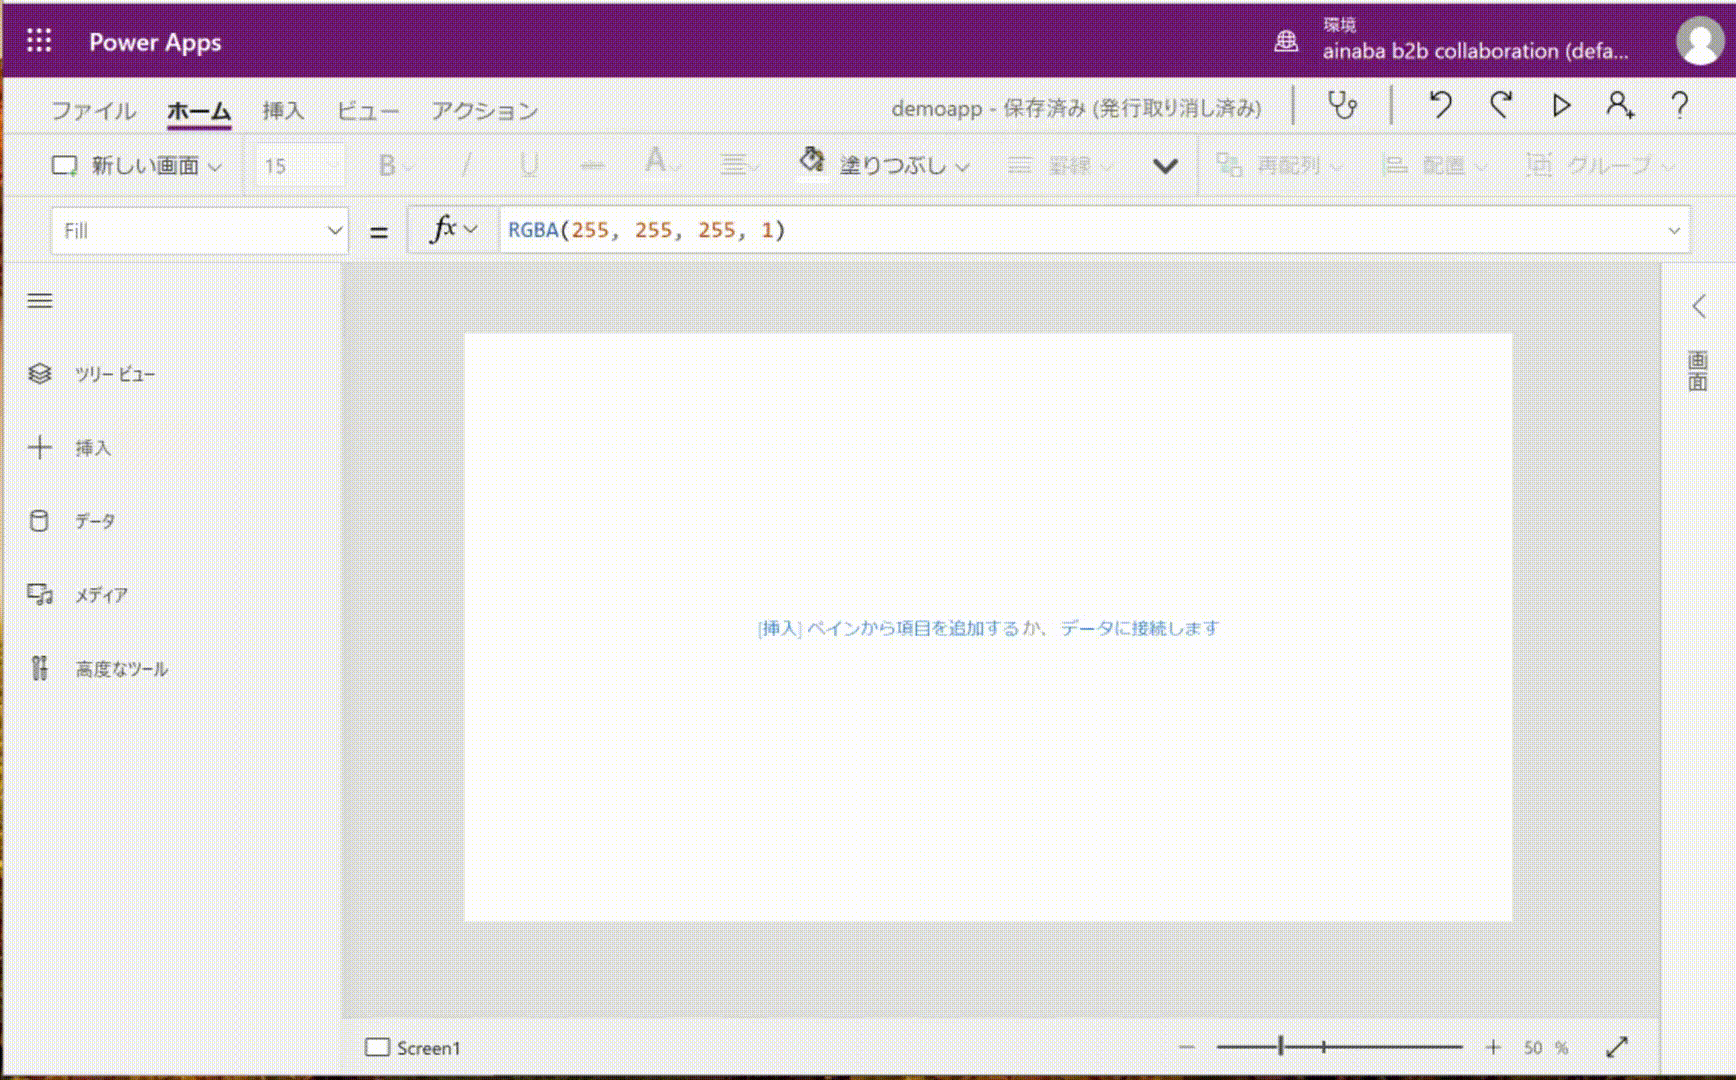 Power Apps
環境
ainaba b2b collaboration (defa...
ファイル ホーム 挿入 ビュー アクション demoapp - 保存済み (発行取り消し済み) ?
新しい画面 15 B / U A 塗りつぶし 罫線 再配列 配置 グループ
Fill = fx RGBA(255, 255, 255, 1)
ツリー ビュー
挿入
データ
メディア
高度なツール
画面
[挿入] ペインから項目を追加するか、データに接続します
Screen1 50 %